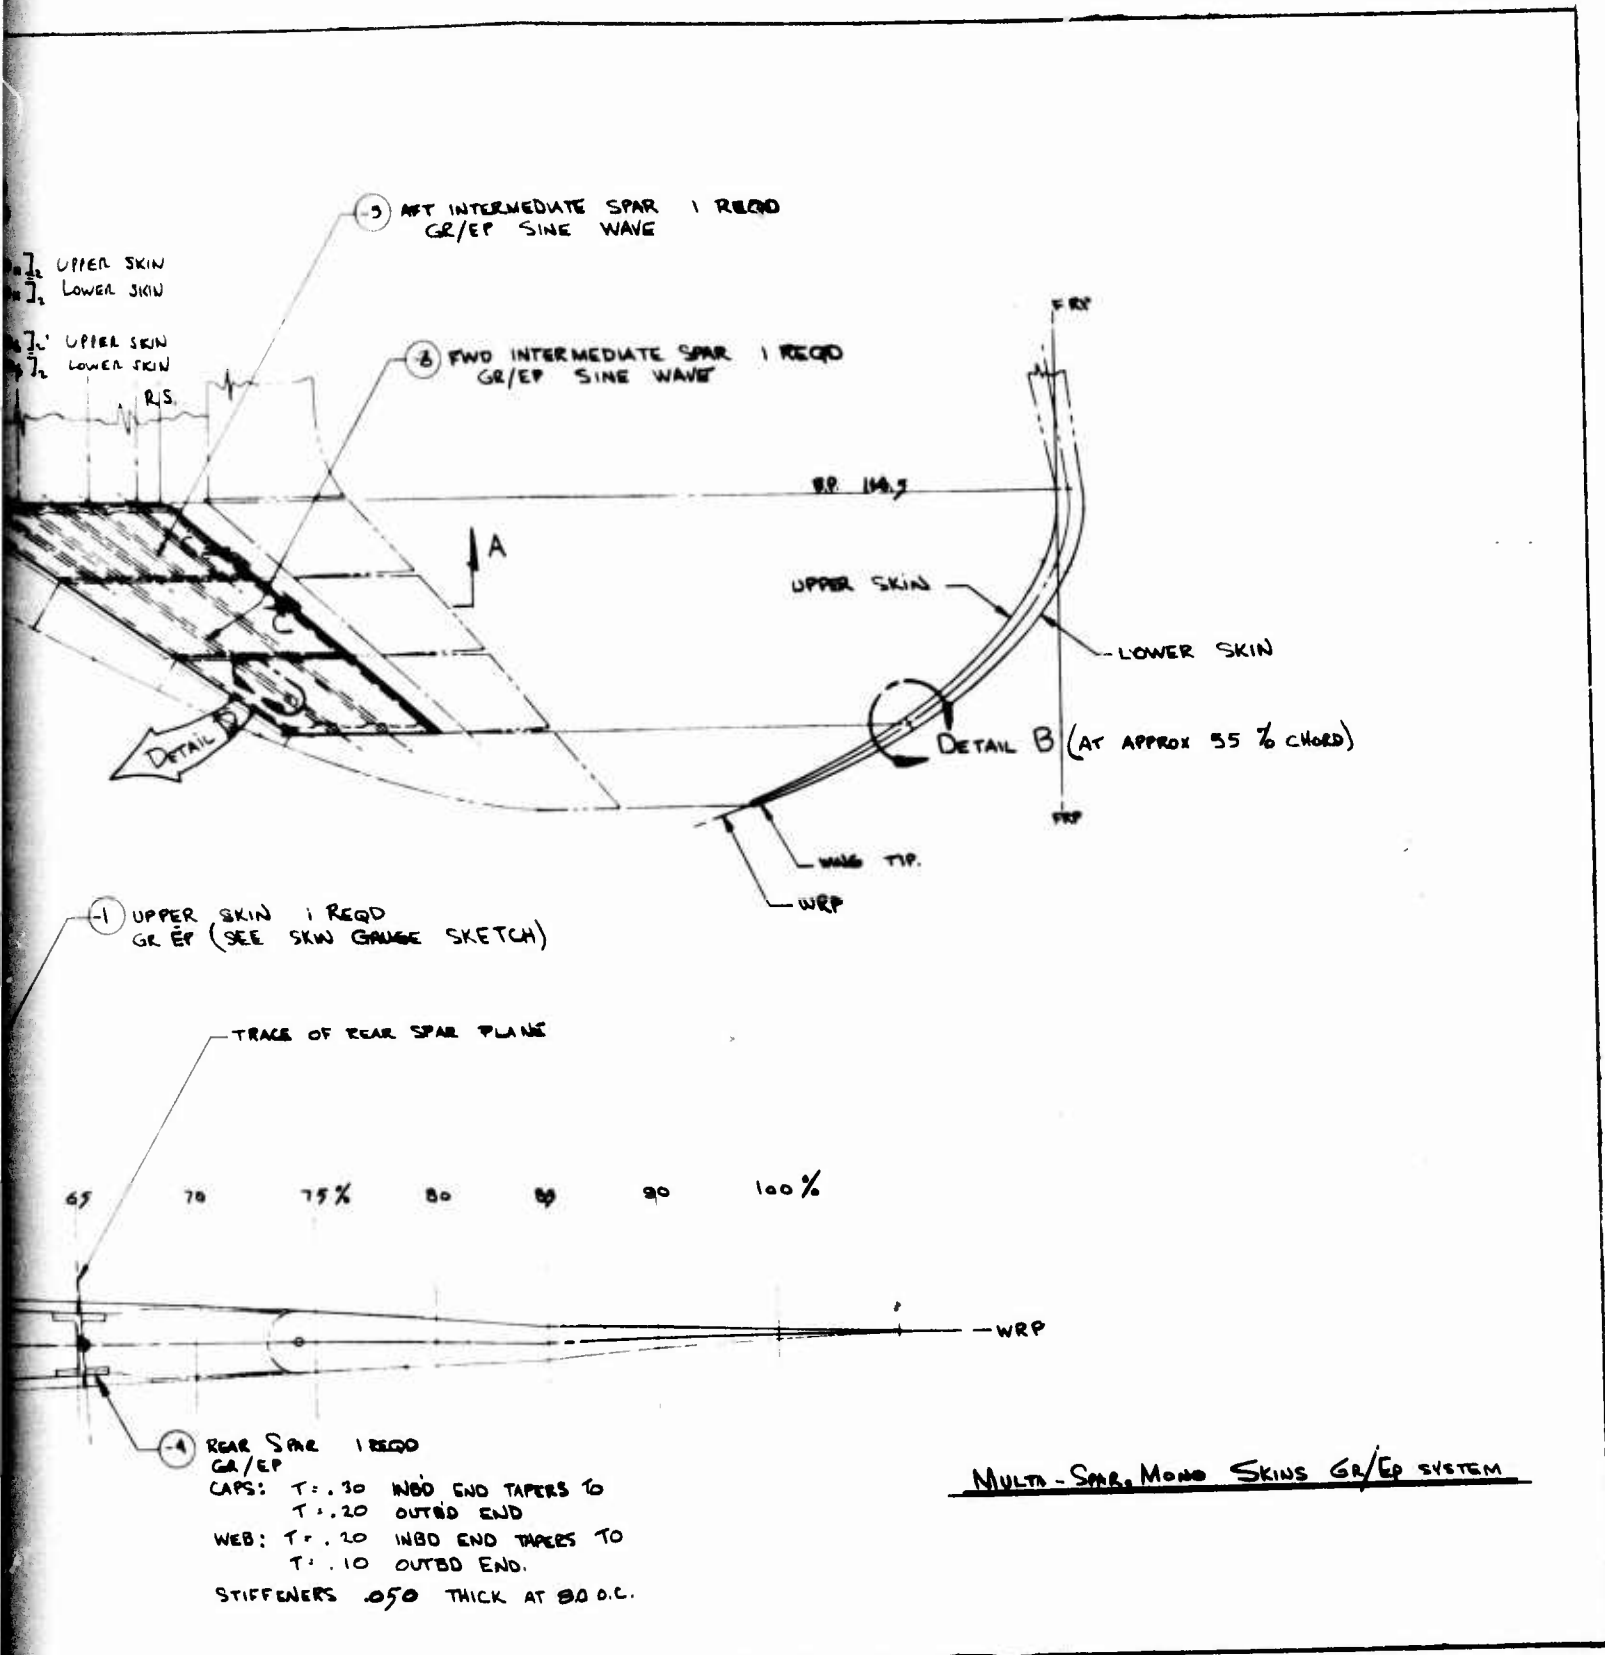 AFT INTERMEDIATE SPAR 1 REQD
GR/EP SINE WAVE
UPPER SKIN
LOWER SKIN
UPPER SKIN
LOWER SKIN
FRP
FWD INTERMEDIATE SPAR 1 REQD
GR/EP SINE WAVE
R.S.
B.P.
A
UPPER SKIN
LOWER SKIN
C
DETAIL D
DETAIL B (AT APPROX 55 % CHORD)
FRP
WING TIP.
WRP
-1 UPPER SKIN 1 REQD
GR EP (SEE SKIN GAUGE SKETCH)
TRACE OF REAR SPAR PLANE
65 70 75% 80 85 90 100%
WRP
-4 REAR SPAR 1 REQD
GR/EP
CAPS: T=.30 INB'D END TAPERS TO
T=.20 OUTB'D END
WEB: T=.20 INBD END TAPERS TO
T=.10 OUTBD END.
STIFFENERS .050 THICK AT 8.0 O.C.
MULTI-SPAR, MONO SKINS GR/EP SYSTEM